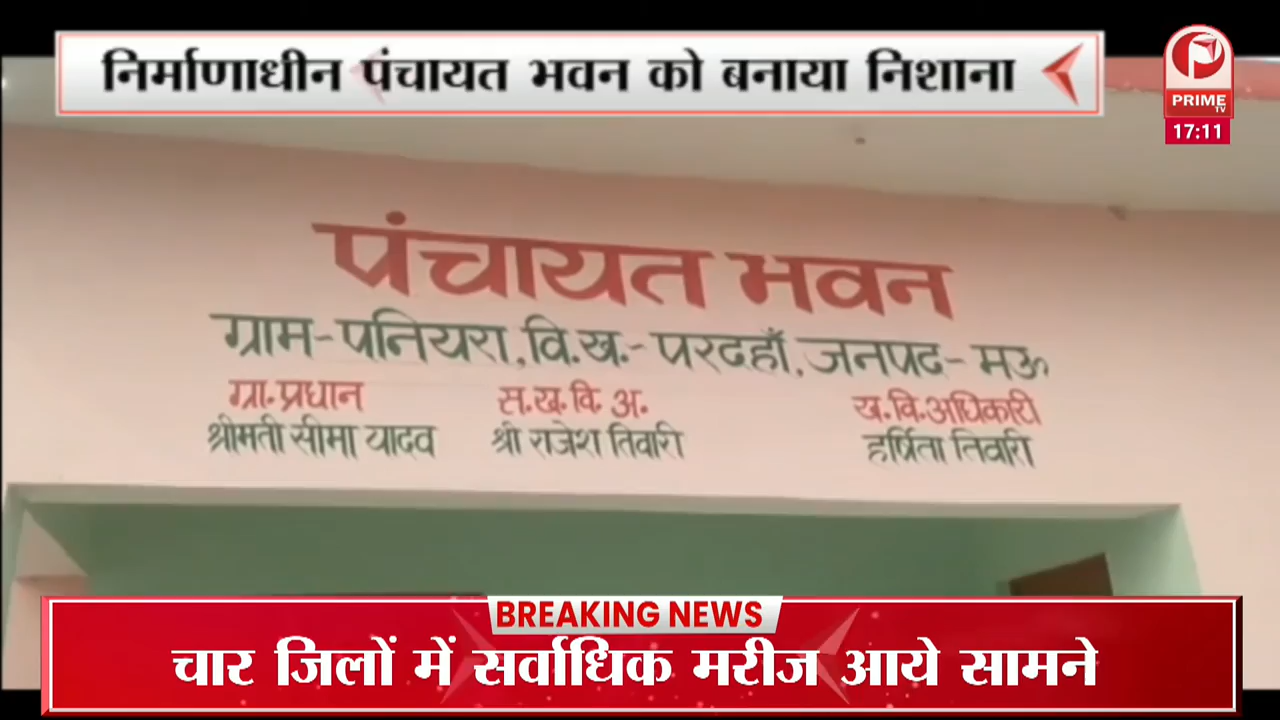 निर्माणाधीन पंचायत भवन को बनाया निशाना
PRIME
TV
17:11
पंचायत भवन
ग्राम-पनियरा, वि.ख.- परदहाँ, जनपद- मऊ
ग्रा.प्रधान स.ख.वि. अ. ख.वि.अधिकारी
श्रीमती सीमा यादव श्री राजेश तिवारी हर्षिता तिवारी
BREAKING NEWS
चार जिलों में सर्वाधिक मरीज आये सामने